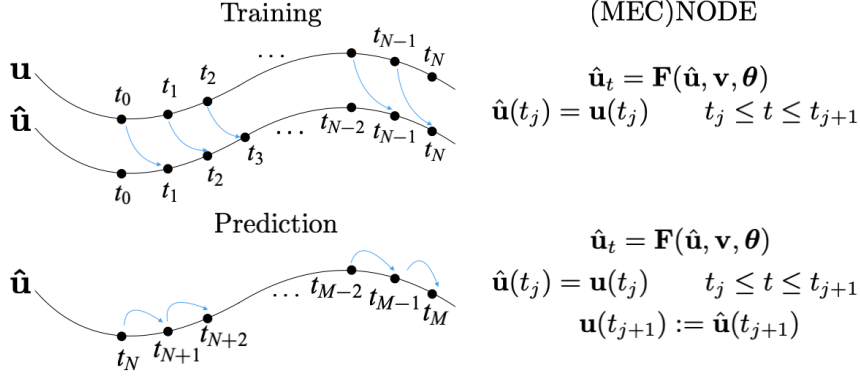 Training
(MEC)NODE
u
t_0 t_1 t_2 ··· t_{N−1} t_N
û
t_0 t_1 t_2 t_3 ··· t_{N−2} t_{N−1} t_N
û_t = F(û, v, θ)
û(t_j) = u(t_j)   t_j ≤ t ≤ t_{j+1}
Prediction
û
t_N t_{N+1} t_{N+2} ··· t_{M−2} t_{M−1} t_M
û_t = F(û, v, θ)
û(t_j) = u(t_j)   t_j ≤ t ≤ t_{j+1}
u(t_{j+1}) := û(t_{j+1})